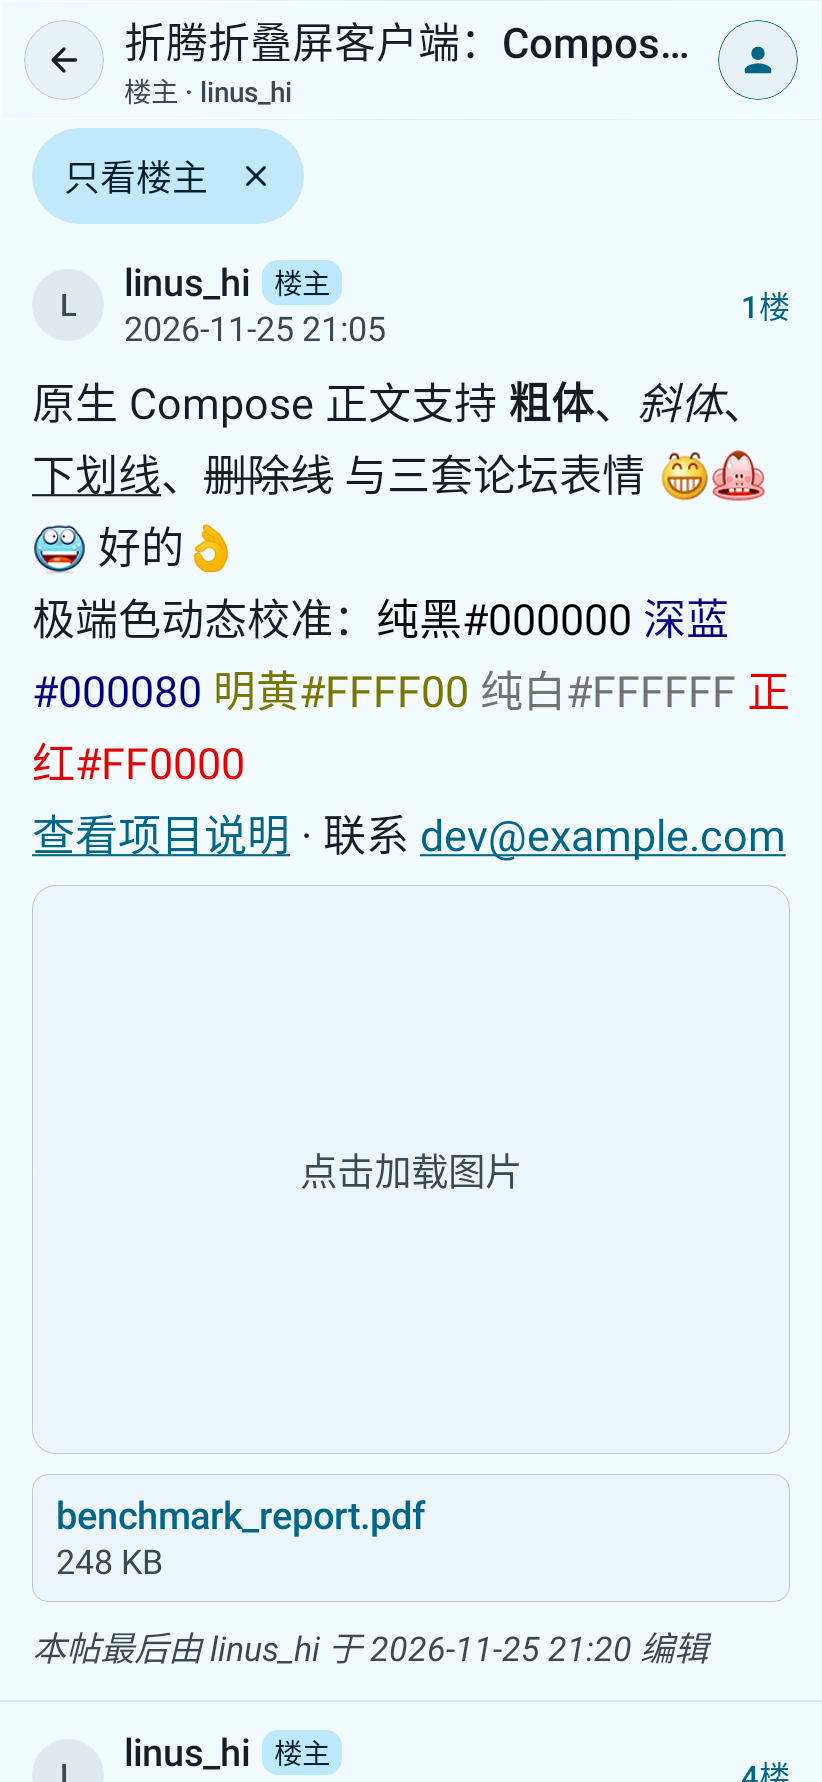 折腾折叠屏客户端：Compos...
楼主 · linus_hi
只看楼主
L
linus_hi 楼主
2026-11-25 21:05
1楼
原生 Compose 正文支持 粗体、斜体、
下划线、删除线 与三套论坛表情
好的
极端色动态校准：纯黑#000000 深蓝
#000080 明黄#FFFF00 纯白#FFFFFF 正
红#FF0000
查看项目说明 · 联系 dev@example.com
点击加载图片
benchmark_report.pdf
248 KB
本帖最后由 linus_hi 于 2026-11-25 21:20 编辑
L
linus_hi 楼主
4楼